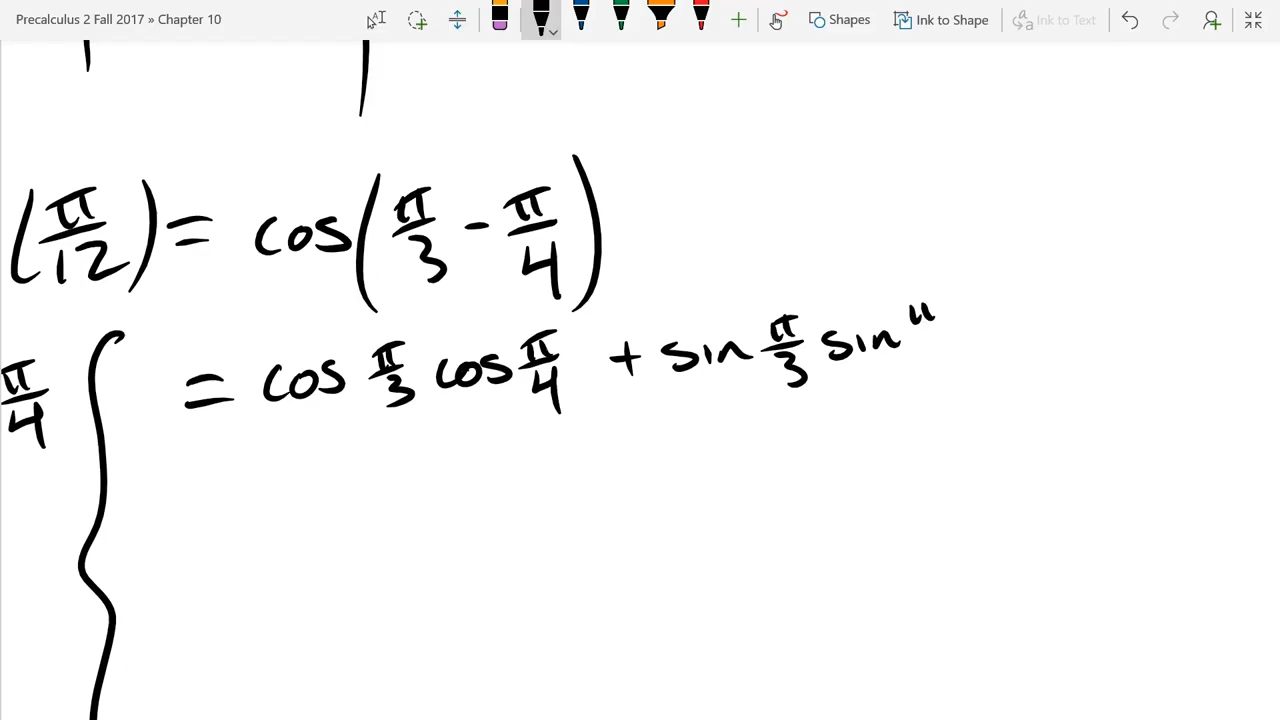 Precalculus 2 Fall 2017 » Chapter 10
Shapes
Ink to Shape
Ink to Text
(π/12) = cos(π/3 - π/4)
π/4
= cos π/3 cos π/4 + sin π/3 sin